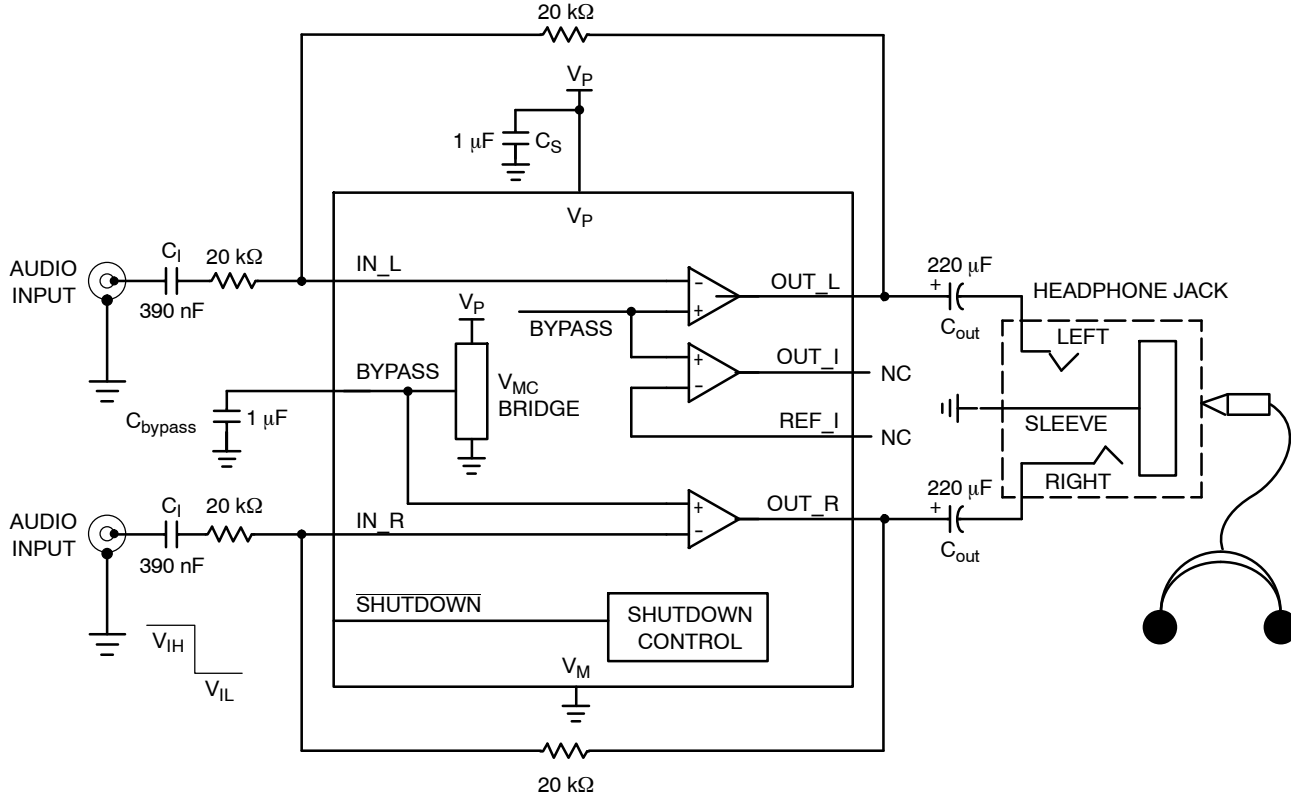 20 kΩ
V_P
1 μF C_S
V_P
C_I
20 kΩ
AUDIO
INPUT
390 nF
IN_L
−
+
OUT_L
220 μF
+
C_out
HEADPHONE JACK
LEFT
V_P
BYPASS
+
−
OUT_I
NC
BYPASS
V_MC
BRIDGE
C_bypass
1 μF
REF_I
NC
SLEEVE
RIGHT
C_I
20 kΩ
AUDIO
INPUT
390 nF
IN_R
+
−
OUT_R
220 μF
+
C_out
SHUTDOWN
SHUTDOWN
CONTROL
V_IH
V_IL
V_M
20 kΩ